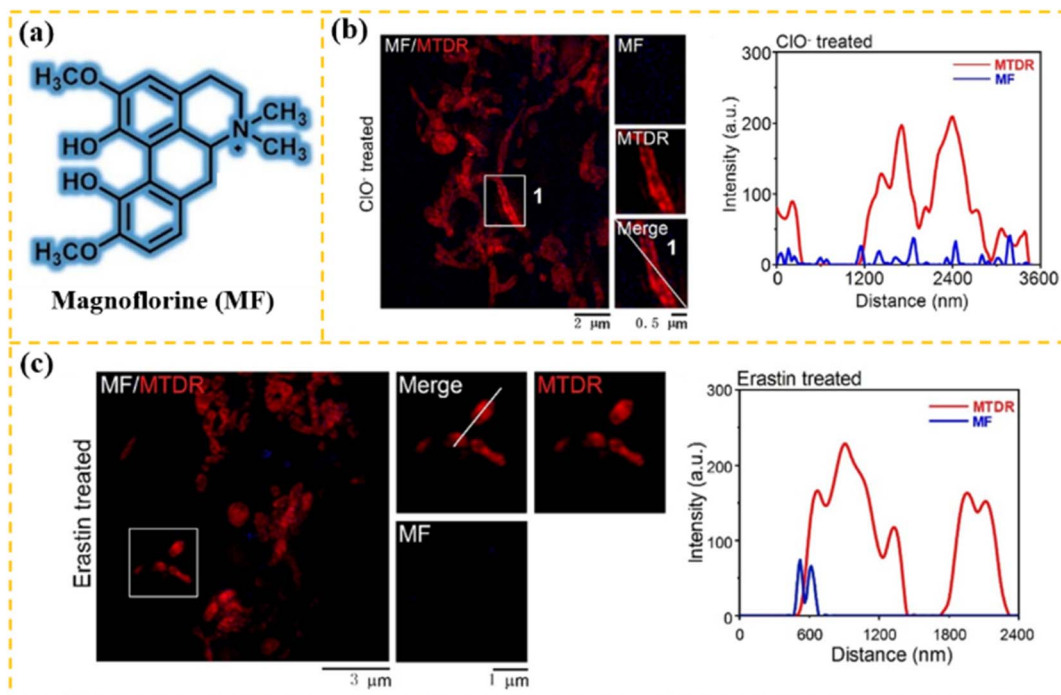 (a)
H₃CO
HO
HO
H₃CO
N
+
CH₃
CH₃
Magnoflorine (MF)
(b)
ClO⁻ treated
MF/MTDR
1
2 μm
MF
MTDR
Merge
1
0.5 μm
ClO⁻ treated
MTDR
MF
Intensity (a.u.)
300
200
100
0
0 1200 2400 3600
Distance (nm)
(c)
Erastin treated
MF/MTDR
3 μm
Merge
MTDR
MF
1 μm
Erastin treated
MTDR
MF
Intensity (a.u.)
300
200
100
0
0 600 1200 1800 2400
Distance (nm)